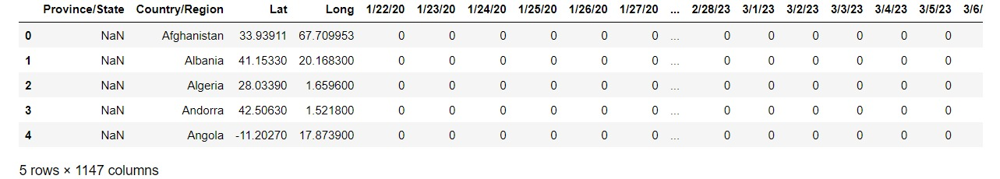 Province/State Country/Region Lat Long 1/22/20 1/23/20 1/24/20 1/25/20 1/26/20 1/27/20 ... 2/28/23 3/1/23 3/2/23 3/3/23 3/4/23 3/5/23 3/6/
0 NaN Afghanistan 33.93911 67.709953 0 0 0 0 0 0 ... 0 0 0 0 0 0
1 NaN Albania 41.15330 20.168300 0 0 0 0 0 0 ... 0 0 0 0 0 0
2 NaN Algeria 28.03390 1.659600 0 0 0 0 0 0 ... 0 0 0 0 0 0
3 NaN Andorra 42.50630 1.521800 0 0 0 0 0 0 ... 0 0 0 0 0 0
4 NaN Angola -11.20270 17.873900 0 0 0 0 0 0 ... 0 0 0 0 0 0
5 rows × 1147 columns